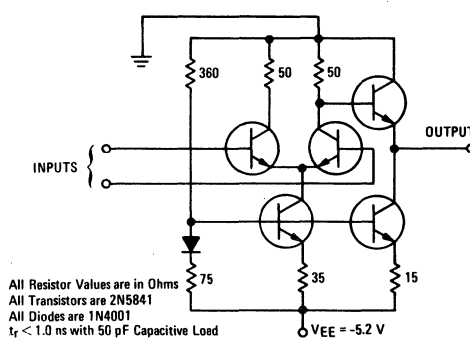 360
50
50
OUTPUT
INPUTS
75
35
15
All Resistor Values are in Ohms
All Transistors are 2N5841
All Diodes are 1N4001
tr < 1.0 ns with 50 pF Capacitive Load
VEE = -5.2 V